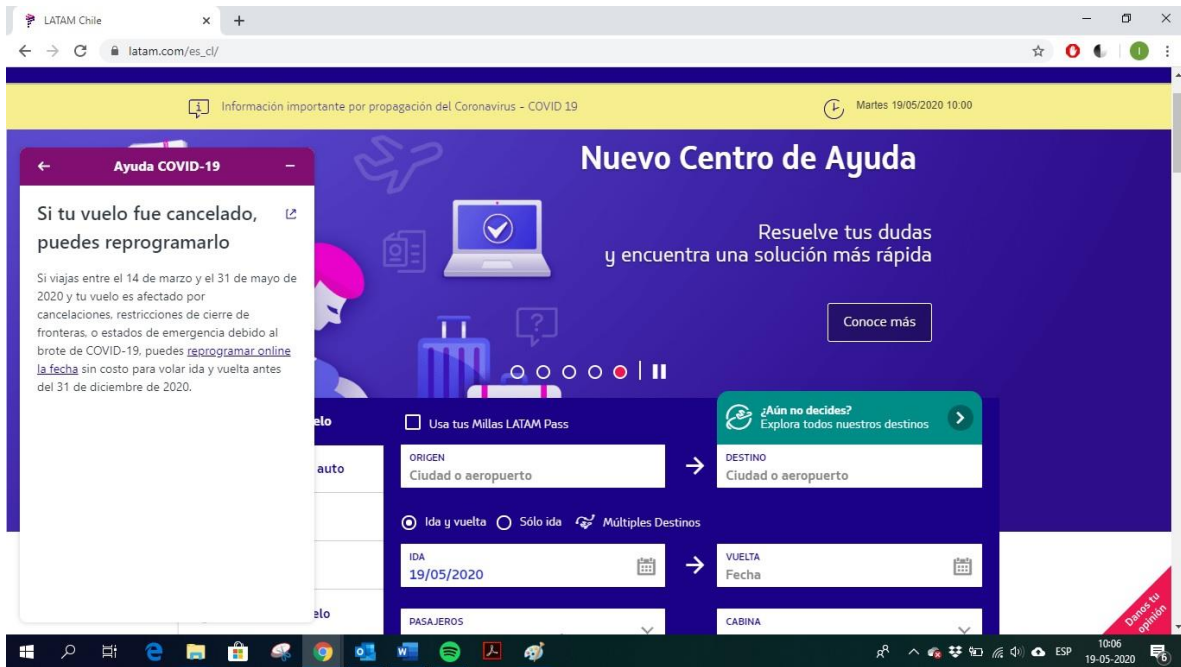 LATAM Chile
latam.com/es_cl/
Información importante por propagación del Coronavirus - COVID 19
Martes 19/05/2020 10:00
Ayuda COVID-19
Si tu vuelo fue cancelado,
puedes reprogramarlo
Si viajas entre el 14 de marzo y el 31 de mayo de
2020 y tu vuelo es afectado por
cancelaciones, restricciones de cierre de
fronteras, o estados de emergencia debido al
brote de COVID-19, puedes reprogramar online
la fecha sin costo para volar ida y vuelta antes
del 31 de diciembre de 2020.
Nuevo Centro de Ayuda
Resuelve tus dudas
y encuentra una solución más rápida
Conoce más
elo
auto
elo
Usa tus Millas LATAM Pass
¿Aún no decides?
Explora todos nuestros destinos
ORIGEN
Ciudad o aeropuerto
DESTINO
Ciudad o aeropuerto
Ida y vuelta
Sólo ida
Múltiples Destinos
IDA
19/05/2020
VUELTA
Fecha
PASAJEROS
CABINA
Danos tu
opinión
ESP
10:06
19-05-2020